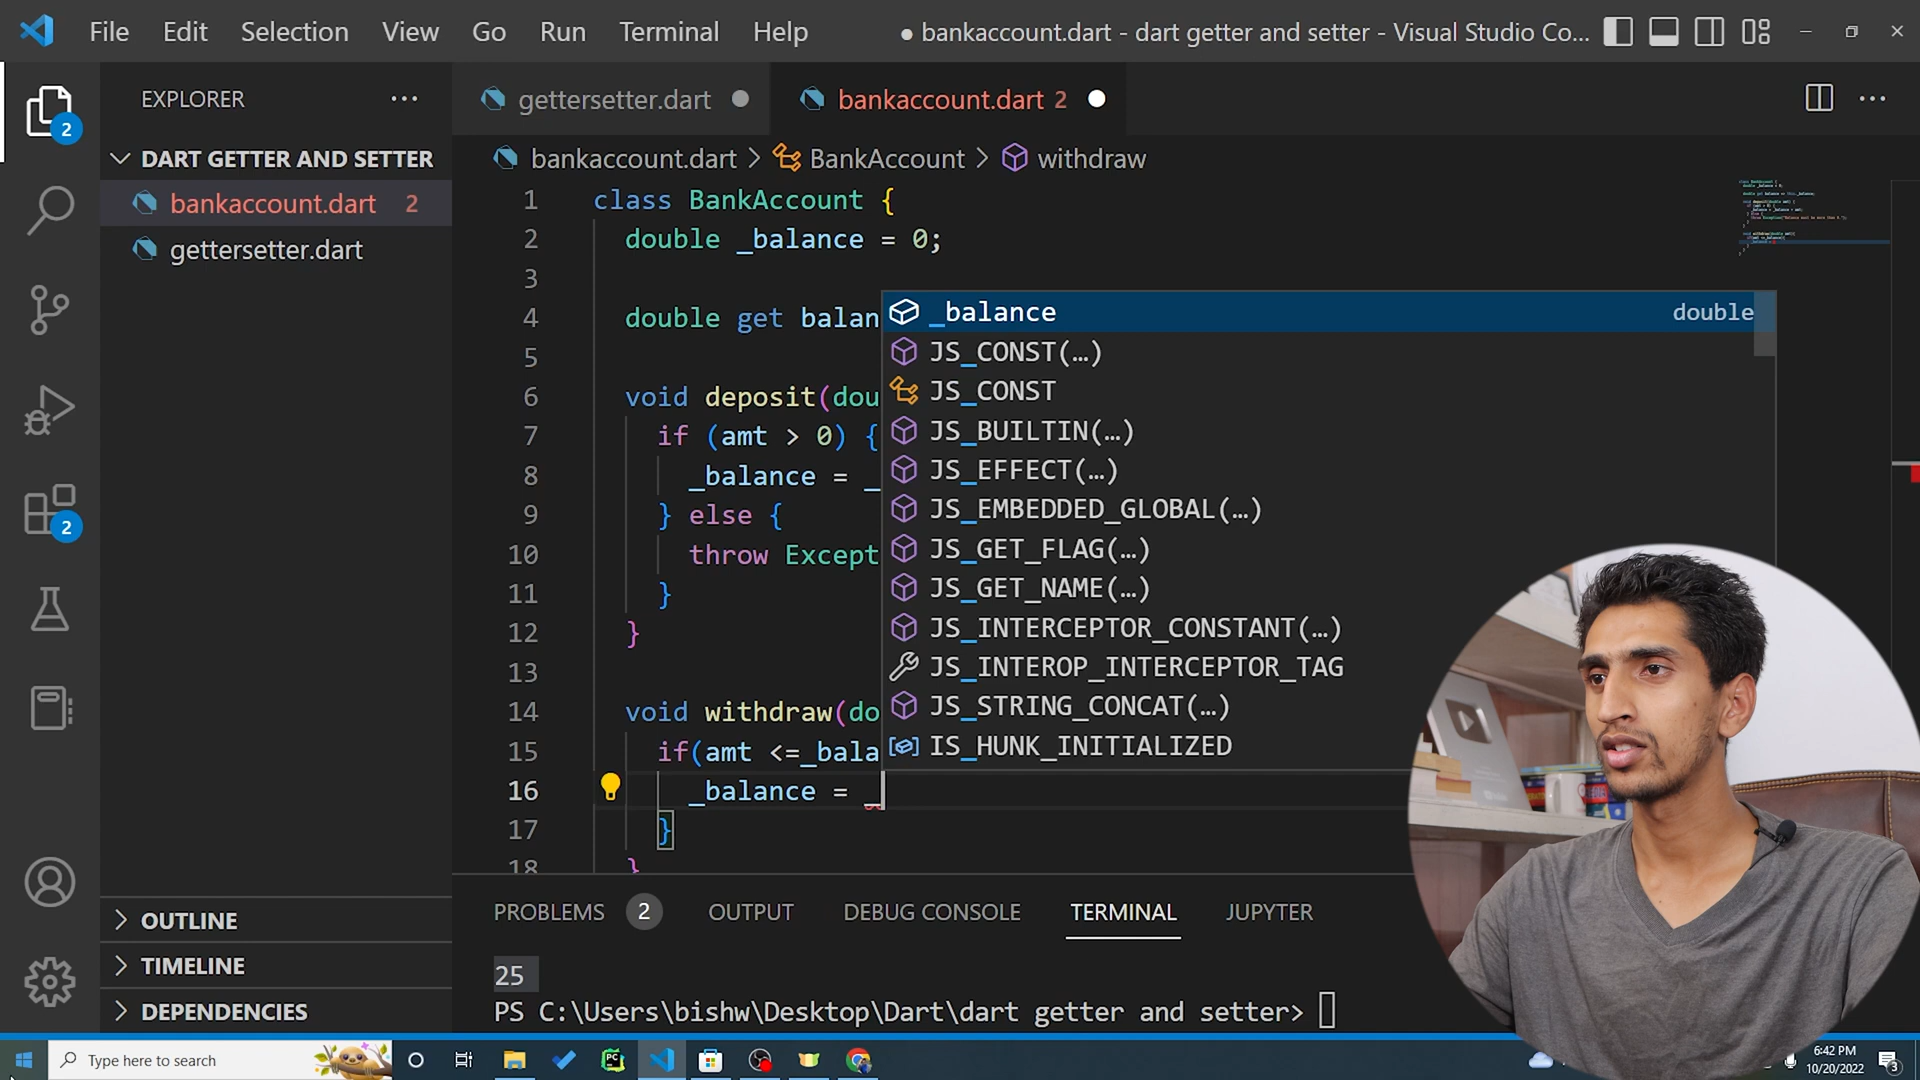 File Edit Selection View Go Run Terminal Help ● bankaccount.dart - dart getter and setter - Visual Studio Co...
EXPLORER ...
gettersetter.dart
bankaccount.dart 2
DART GETTER AND SETTER
bankaccount.dart 2
gettersetter.dart
bankaccount.dart > BankAccount > withdraw
1 class BankAccount {
2 double _balance = 0;
3
4 double get balan
5
6 void deposit(dou
7 if (amt > 0) {
8 _balance = _
9 } else {
10 throw Except
11 }
12 }
13
14 void withdraw(do
15 if(amt <=_bala
16 _balance = _
17 }
18 }
_balance double
JS_CONST(…)
JS_CONST
JS_BUILTIN(…)
JS_EFFECT(…)
JS_EMBEDDED_GLOBAL(…)
JS_GET_FLAG(…)
JS_GET_NAME(…)
JS_INTERCEPTOR_CONSTANT(…)
JS_INTEROP_INTERCEPTOR_TAG
JS_STRING_CONCAT(…)
IS_HUNK_INITIALIZED
2
2
OUTLINE
TIMELINE
DEPENDENCIES
PROBLEMS 2 OUTPUT DEBUG CONSOLE TERMINAL JUPYTER
25
PS C:\Users\bishw\Desktop\Dart\dart getter and setter>
Type here to search
6:42 PM
10/20/2022
3